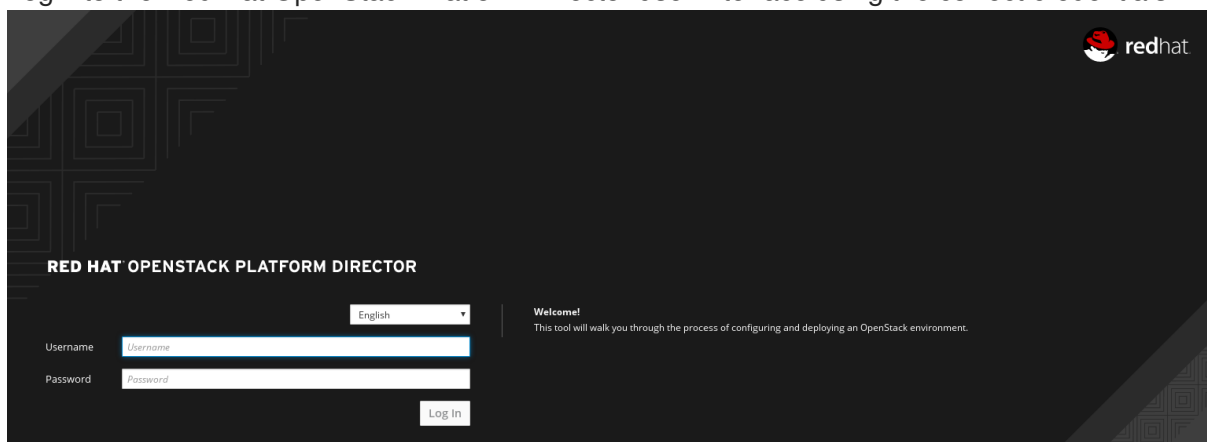 redhat.
RED HAT OPENSTACK PLATFORM DIRECTOR
English
Welcome!
This tool will walk you through the process of configuring and deploying an OpenStack environment.
Username
Username
Password
Password
Log In